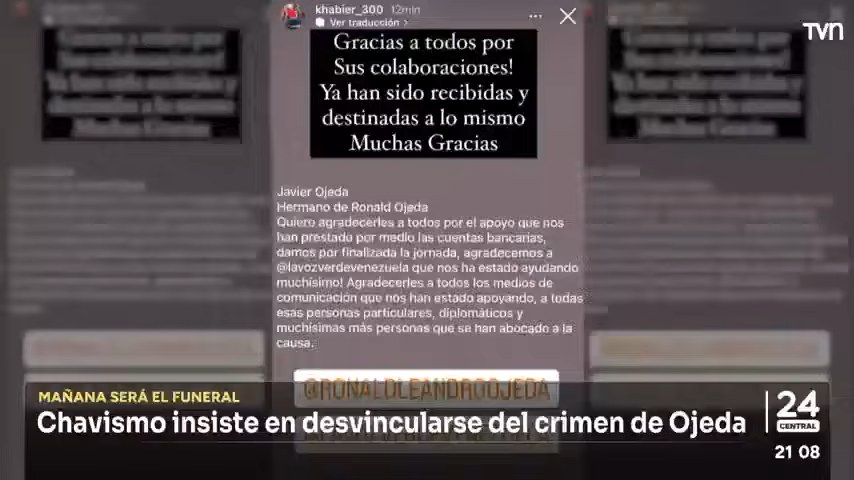 khabier_300 12min
Ver traducción >
TVN
Gracias a todos por
Sus colaboraciones!
Ya han sido recibidas y
destinadas a lo mismo
Muchas Gracias
Javier Ojeda
Hermano de Ronald Ojeda
Quiero agradecerles a todos por el apoyo que nos
han prestado por medio las cuentas bancarias,
damos por finalizada la jornada, agradecemos a
@lavozverdevenezuela que nos ha estado ayudando
muchísimo! Agradecerles a todos los medios de
comunicación que nos han estado apoyando, a todas
esas personas particulares, diplomáticos y
muchísimas más personas que se han abocado a la
causa.
@RONALDLEANDROOJEDA
MAÑANA SERÁ EL FUNERAL
Chavismo insiste en desvincularse del crimen de Ojeda
24
CENTRAL
21 08